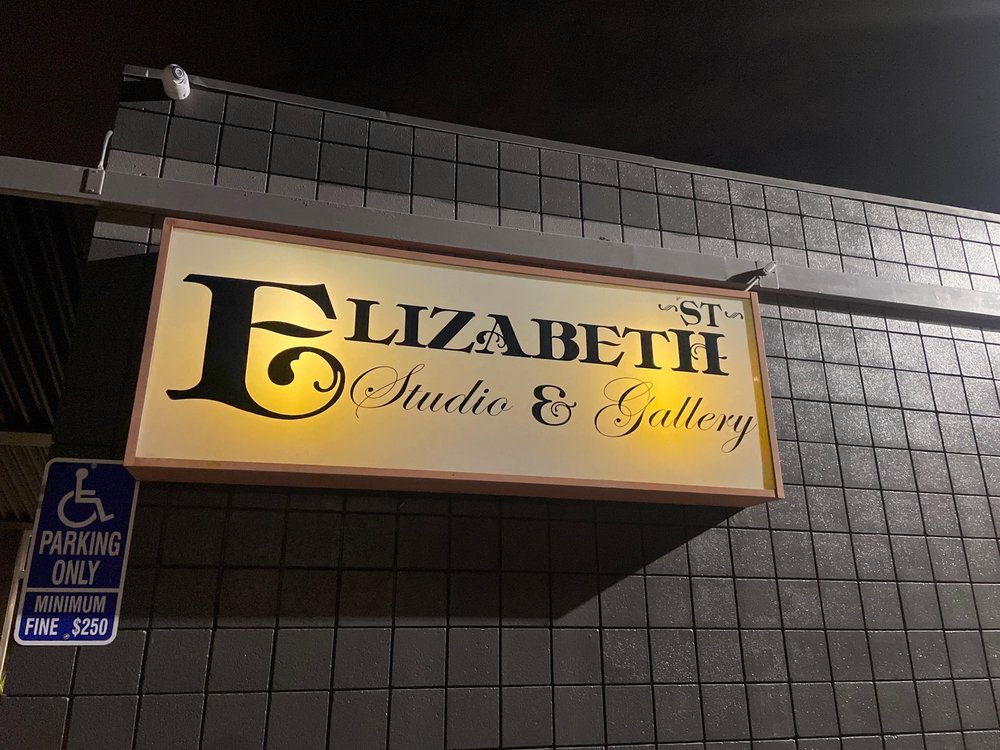 ELIZABETH ST
Studio & Gallery
PARKING
ONLY
MINIMUM
FINE $250